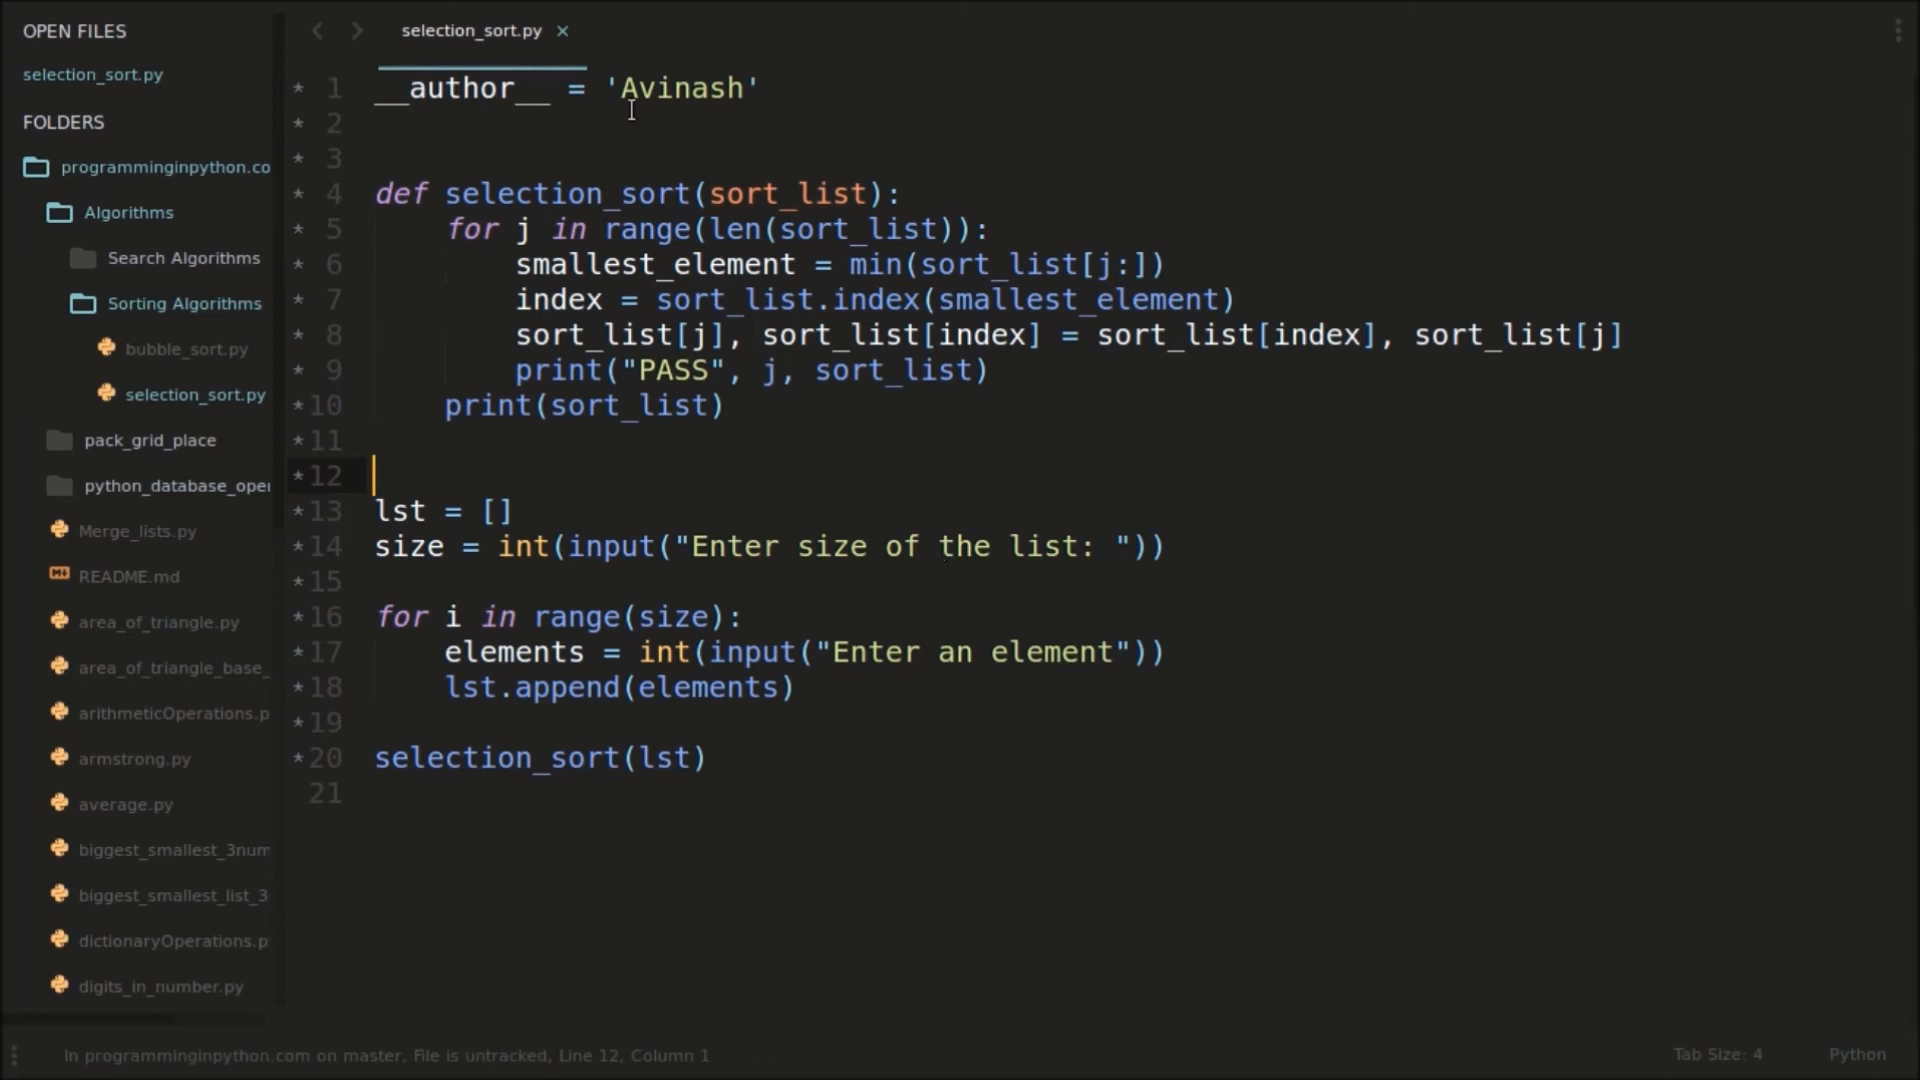 OPEN FILES
selection_sort.py
FOLDERS
programminginpython.co
Algorithms
Search Algorithms
Sorting Algorithms
bubble_sort.py
selection_sort.py
pack_grid_place
python_database_oper
Merge_lists.py
README.md
area_of_triangle.py
area_of_triangle_base_
arithmeticOperations.p
armstrong.py
average.py
biggest_smallest_3num
biggest_smallest_list_3
dictionaryOperations.p
digits_in_number.py
selection_sort.py ×
* 1 __author__ = 'Avinash'
* 2
* 3
* 4 def selection_sort(sort_list):
* 5     for j in range(len(sort_list)):
* 6         smallest_element = min(sort_list[j:])
* 7         index = sort_list.index(smallest_element)
* 8         sort_list[j], sort_list[index] = sort_list[index], sort_list[j]
* 9         print("PASS", j, sort_list)
* 10     print(sort_list)
* 11
* 12
* 13 lst = []
* 14 size = int(input("Enter size of the list: "))
* 15
* 16 for i in range(size):
* 17     elements = int(input("Enter an element"))
* 18     lst.append(elements)
* 19
* 20 selection_sort(lst)
21
In programminginpython.com on master, File is untracked, Line 12, Column 1
Tab Size: 4
Python